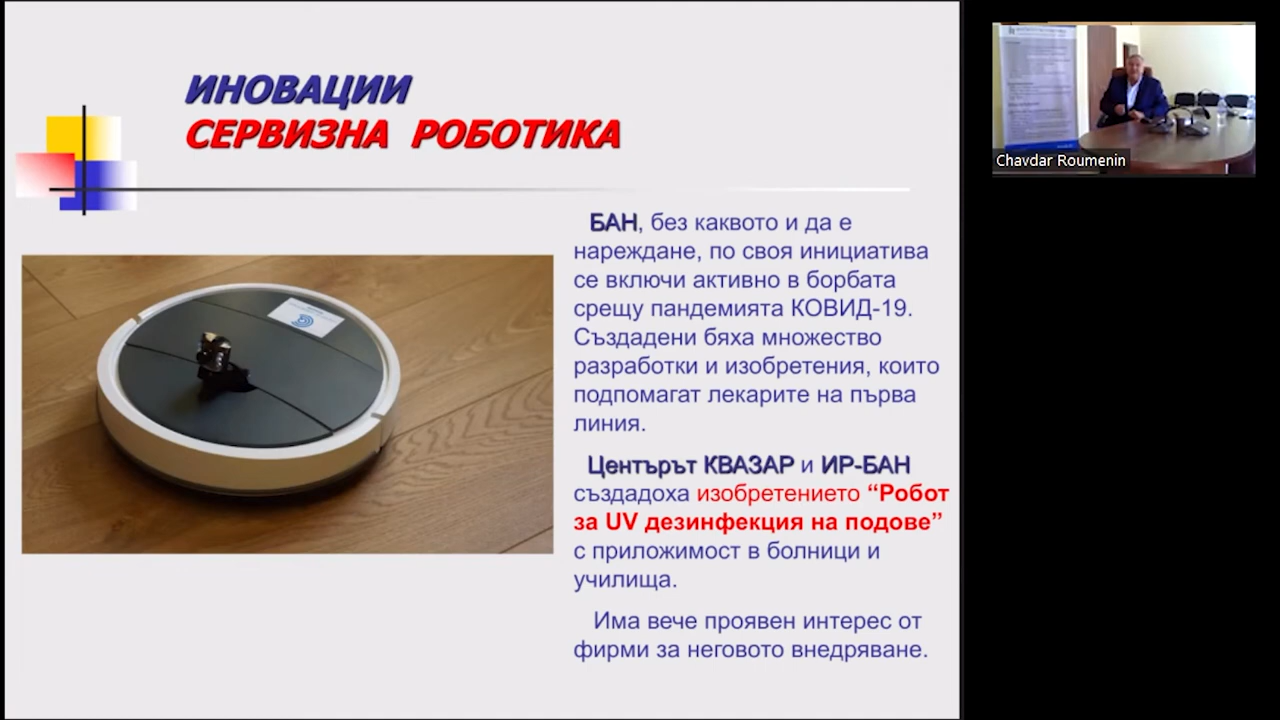 ИНОВАЦИИ
СЕРВИЗНА РОБОТИКА
БАН, без каквото и да е
нареждане, по своя инициатива
се включи активно в борбата
срещу пандемията КОВИД-19.
Създадени бяха множество
разработки и изобретения, които
подпомагат лекарите на първа
линия.
Центърът КВАЗАР и ИР-БАН
създадоха изобретението “Робот
за UV дезинфекция на подове”
с приложимост в болници и
училища.
Има вече проявен интерес от
фирми за неговото внедряване.
Chavdar Roumenin